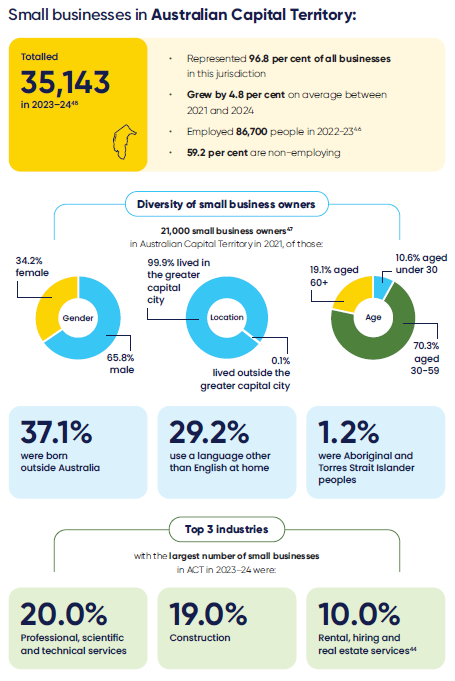 Small businesses in Australian Capital Territory:
Totalled
35,143
in 2023–24⁴⁸
• Represented 96.8 per cent of all businesses
in this jurisdiction
• Grew by 4.8 per cent on average between
2021 and 2024
• Employed 86,700 people in 2022-23⁴⁶
• 59.2 per cent are non-employing
Diversity of small business owners
21,000 small business owners⁴⁷
in Australian Capital Territory in 2021, of those:
34.2%
female
Gender
65.8%
male
99.9% lived in
the greater
capital
city
Location
0.1%
lived outside the
greater capital city
19.1% aged
60+
10.6% aged
under 30
Age
70.3%
aged
30-59
37.1%
were born
outside Australia
29.2%
use a language other
than English at home
1.2%
were Aboriginal and
Torres Strait Islander
peoples
Top 3 industries
with the largest number of small businesses
in ACT in 2023–24 were:
20.0%
Professional, scientific
and technical services
19.0%
Construction
10.0%
Rental, hiring and
real estate services⁴⁴